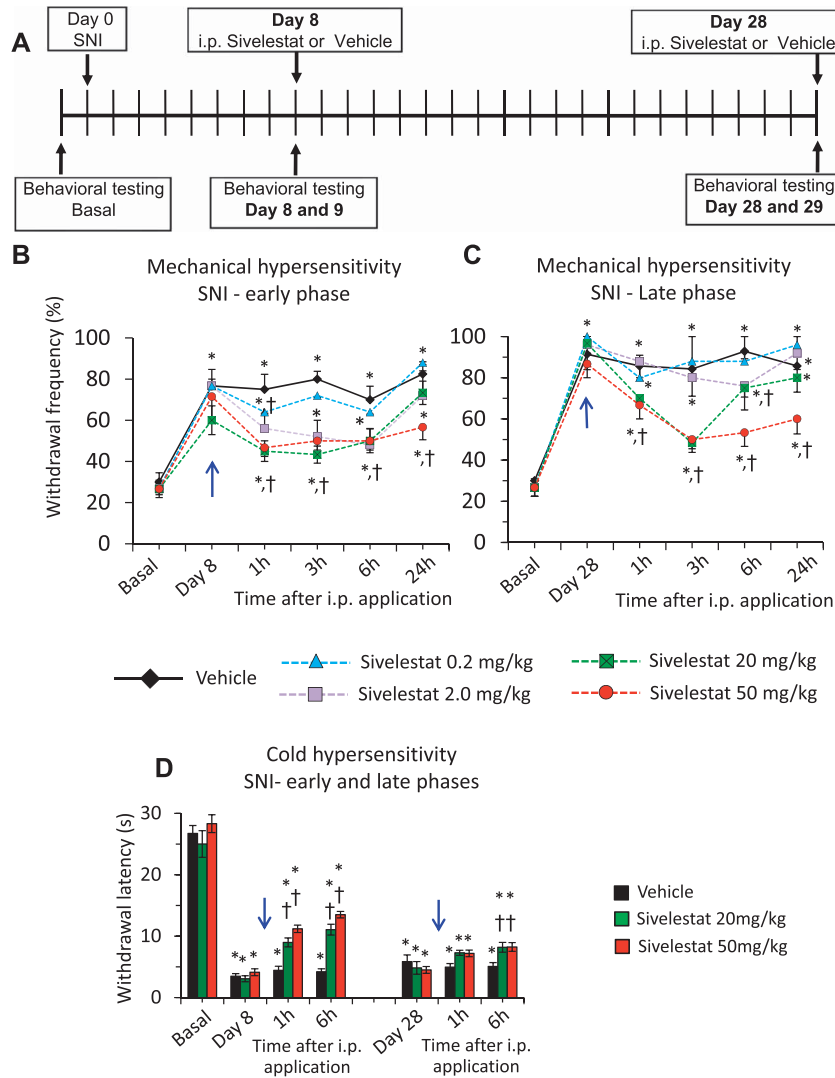 A
Day 0
SNI
Day 8
i.p. Sivelestat or Vehicle
Day 28
i.p. Sivelestat or Vehicle
Behavioral testing
Basal
Behavioral testing
Day 8 and 9
Behavioral testing
Day 28 and 29
B
Mechanical hypersensitivity
SNI - early phase
Withdrawal frequency (%)
100
80
60
40
20
0
* * * * *
*,†
* * *
*,† *,† *,† *,†
Basal
Day 8
1h
3h
6h
24h
Time after i.p. application
C
Mechanical hypersensitivity
SNI - Late phase
100
80
60
40
20
0
* * * * *
* * *,† * *
*,† *,† *,† *,†
Basal
Day 28
1h
3h
6h
24h
Time after i.p. application
Vehicle
Sivelestat 0.2 mg/kg
Sivelestat 2.0 mg/kg
Sivelestat 20 mg/kg
Sivelestat 50 mg/kg
D
Cold hypersensitivity
SNI- early and late phases
Withdrawal latency (s)
30
20
10
0
* * * * * † * † * * † * †
* * * * * * * * * † †
Basal
Day 8
1h
6h
Time after i.p.
application
Day 28
1h
6h
Time after i.p.
application
Vehicle
Sivelestat 20mg/kg
Sivelestat 50mg/kg